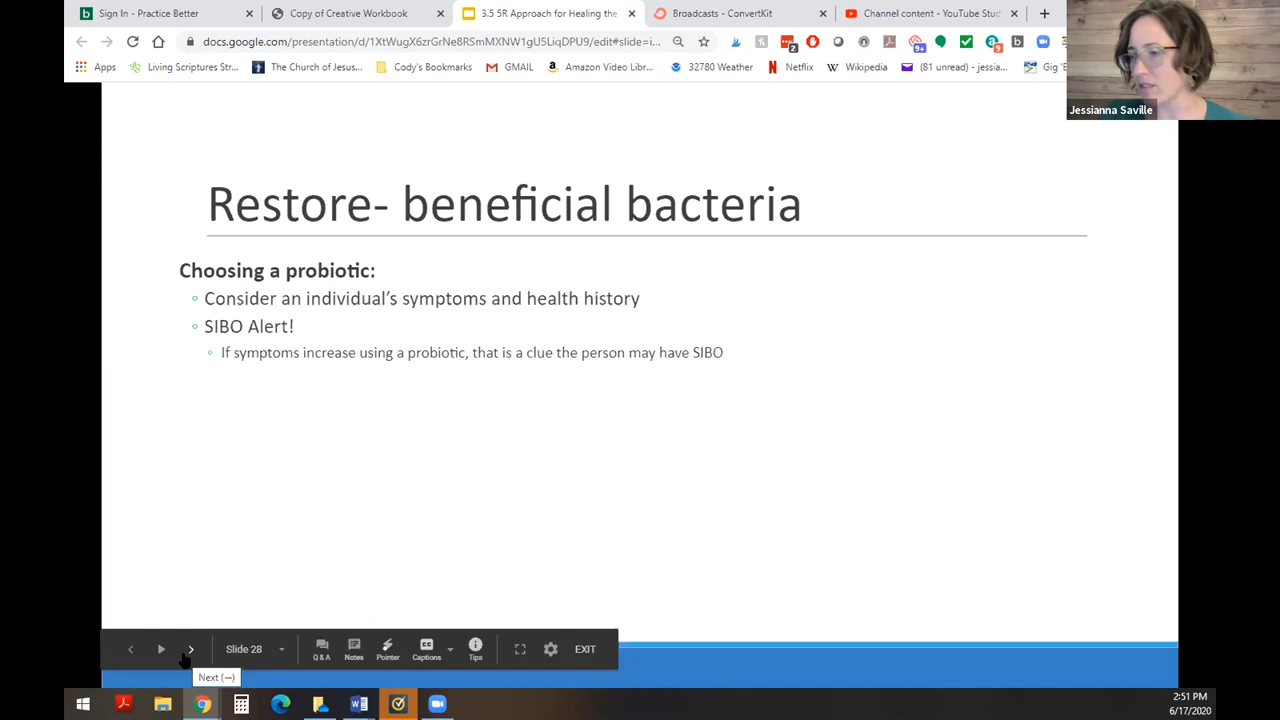 Sign In - Practice Better
Copy of Creative Workbook
3.5 5R Approach for Healing the
Broadcasts - ConvertKit
Channel content - YouTube Stud
docs.google.com/presentation/d/1XtWugX6zrGrNe8RSmMXNW1gU5LiqDPU9/edit#slide=i...
Apps
Living Scriptures Str...
The Church of Jesus...
Cody's Bookmarks
GMAIL
Amazon Video Libr...
32780 Weather
Netflix
Wikipedia
(81 unread) - jessia...
Gig 'E
Jessianna Saville
Restore- beneficial bacteria
Choosing a probiotic:
Consider an individual's symptoms and health history
SIBO Alert!
If symptoms increase using a probiotic, that is a clue the person may have SIBO
Slide 28
Q & A
Notes
Pointer
Captions
Tips
EXIT
Next (→)
2:51 PM
6/17/2020